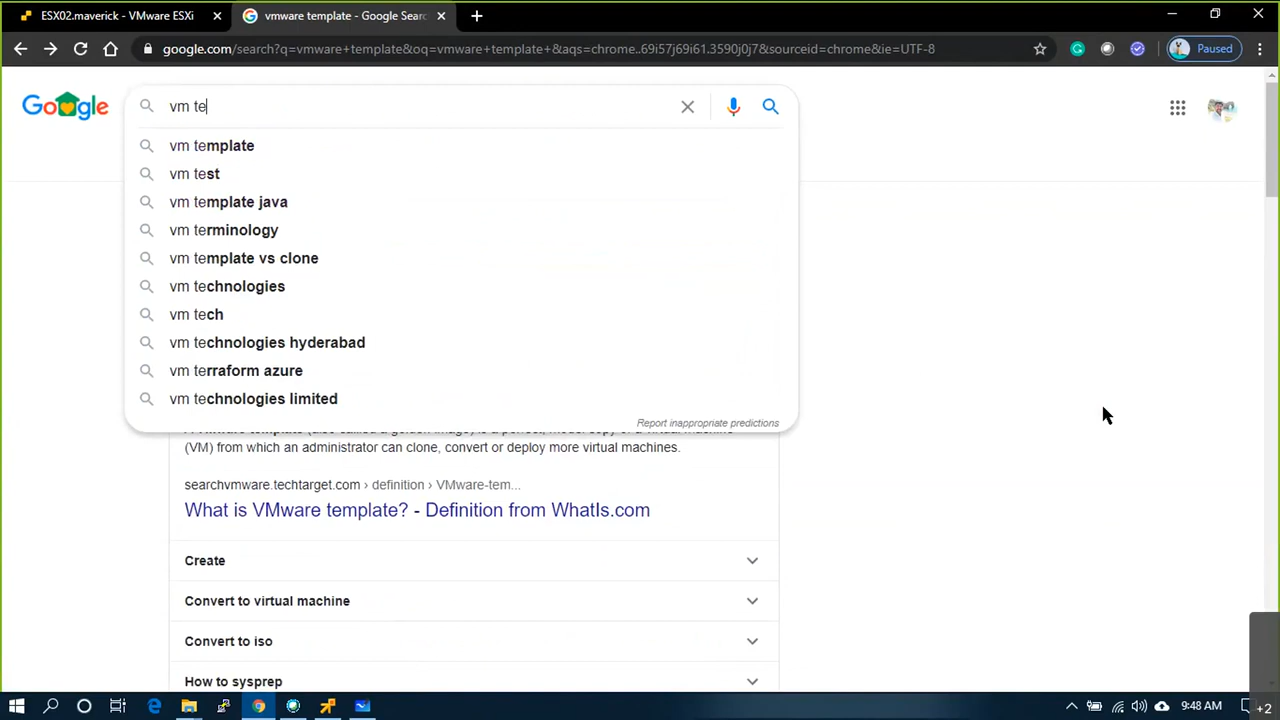 ESX02.maverick - VMware ESXi
vmware template - Google Sear
google.com/search?q=vmware+template&oq=vmware+template+&aqs=chrome..69i57j69i61.3590j0j7&sourceid=chrome&ie=UTF-8
Paused
Google
vm te
vm template
vm test
vm template java
vm terminology
vm template vs clone
vm technologies
vm tech
vm technologies hyderabad
vm terraform azure
vm technologies limited
Report inappropriate predictions
(VM) from which an administrator can clone, convert or deploy more virtual machines.
searchvmware.techtarget.com › definition › VMware-tem...
What is VMware template? - Definition from WhatIs.com
Create
Convert to virtual machine
Convert to iso
How to sysprep
9:48 AM
+2